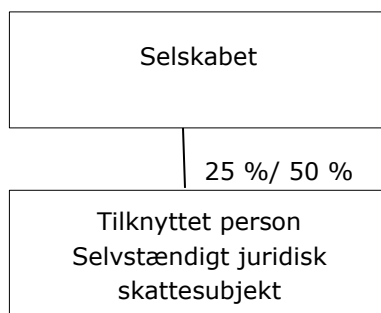 Selskabet
25 %/ 50 %
Tilknyttet person
Selvstændigt juridisk
skattesubjekt